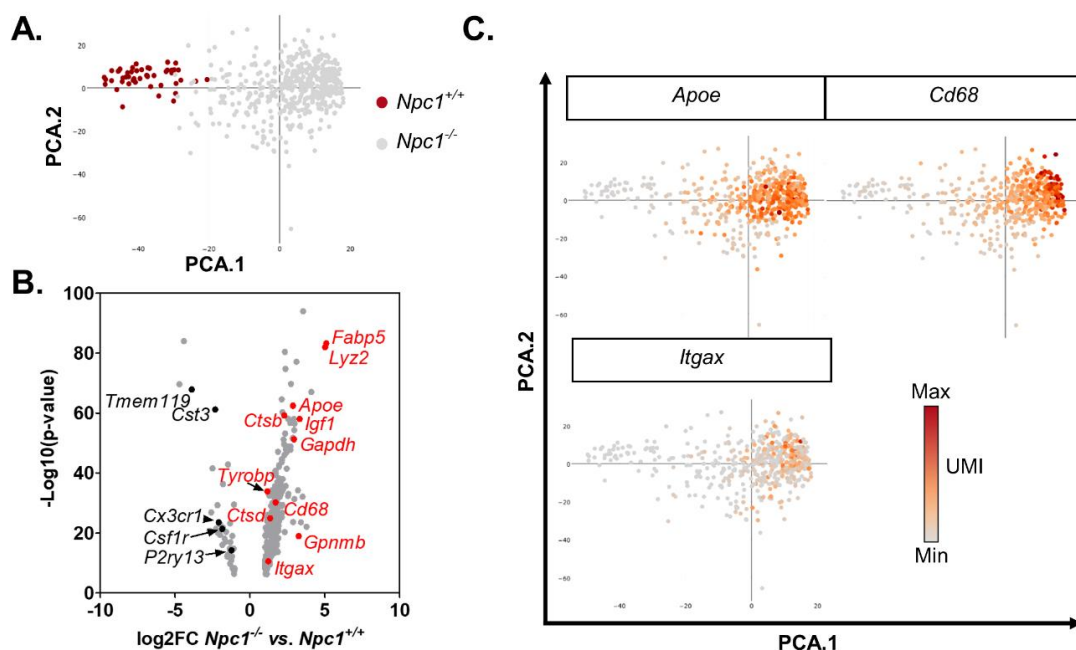 A.
20
0
−20
−40
−60
−40
−20
0
20
PCA.2
PCA.1
Npc1+/+
Npc1-/-
B.
100
80
60
40
20
0
-10
-5
0
5
10
-Log10(p-value)
log2FC Npc1-/- vs. Npc1+/+
Fabp5
Lyz2
Tmem119
Cst3
Ctsb
Apoe
Igf1
Gapdh
Tyrobp
Cd68
Ctsd
Cx3cr1
Csf1r
P2ry13
Gpnmb
Itgax
C.
Apoe
Cd68
20
0
−20
−40
−60
PCA.2
Itgax
20
0
−20
−40
−60
−40
−20
0
20
Max
UMI
Min
PCA.1